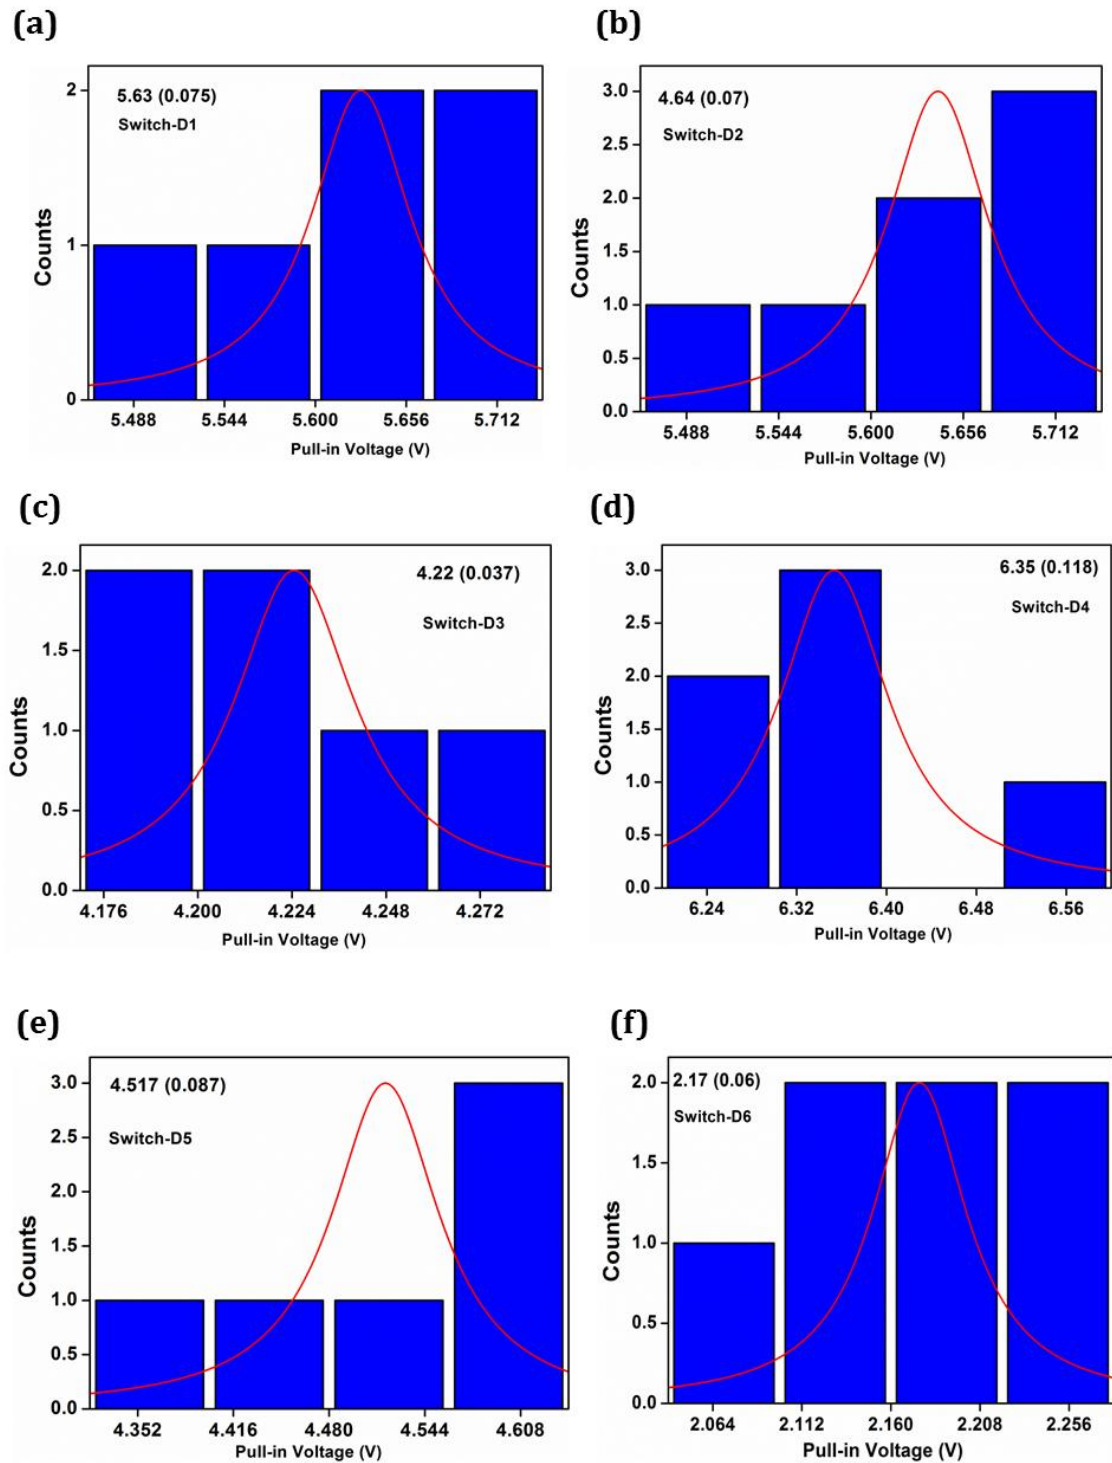 (a)
5.63 (0.075)
Switch-D1
2
1
0
Counts
5.488 5.544 5.600 5.656 5.712
Pull-in Voltage (V)
(b)
4.64 (0.07)
Switch-D2
3.0
2.5
2.0
1.5
1.0
0.5
0.0
Counts
5.488 5.544 5.600 5.656 5.712
Pull-in Voltage (V)
(c)
4.22 (0.037)
Switch-D3
2.0
1.5
1.0
0.5
0.0
Counts
4.176 4.200 4.224 4.248 4.272
Pull-in Voltage (V)
(d)
6.35 (0.118)
Switch-D4
3.0
2.5
2.0
1.5
1.0
0.5
0.0
Counts
6.24 6.32 6.40 6.48 6.56
Pull-in Voltage (V)
(e)
4.517 (0.087)
Switch-D5
3.0
2.5
2.0
1.5
1.0
0.5
0.0
Counts
4.352 4.416 4.480 4.544 4.608
Pull-in Voltage (V)
(f)
2.17 (0.06)
Switch-D6
2.0
1.5
1.0
0.5
0.0
Counts
2.064 2.112 2.160 2.208 2.256
Pull-in Voltage (V)